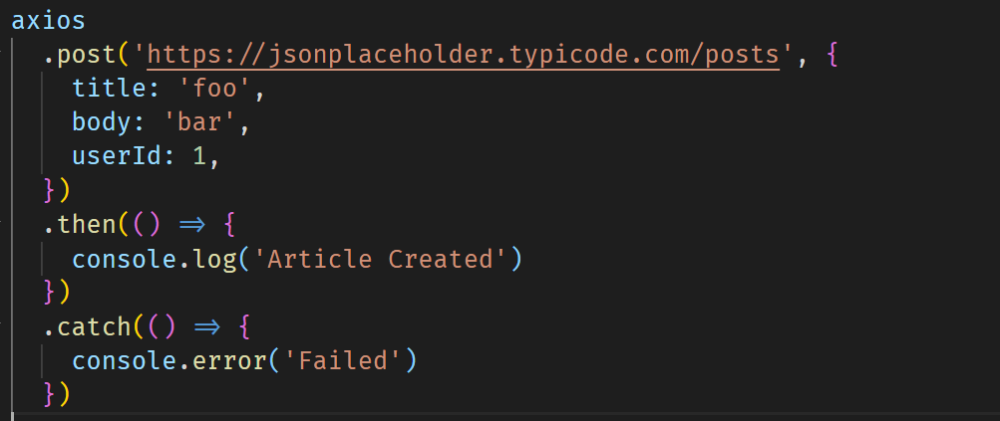 axios
  .post('https://jsonplaceholder.typicode.com/posts', {
    title: 'foo',
    body: 'bar',
    userId: 1,
  })
  .then(() => {
    console.log('Article Created')
  })
  .catch(() => {
    console.error('Failed')
  })